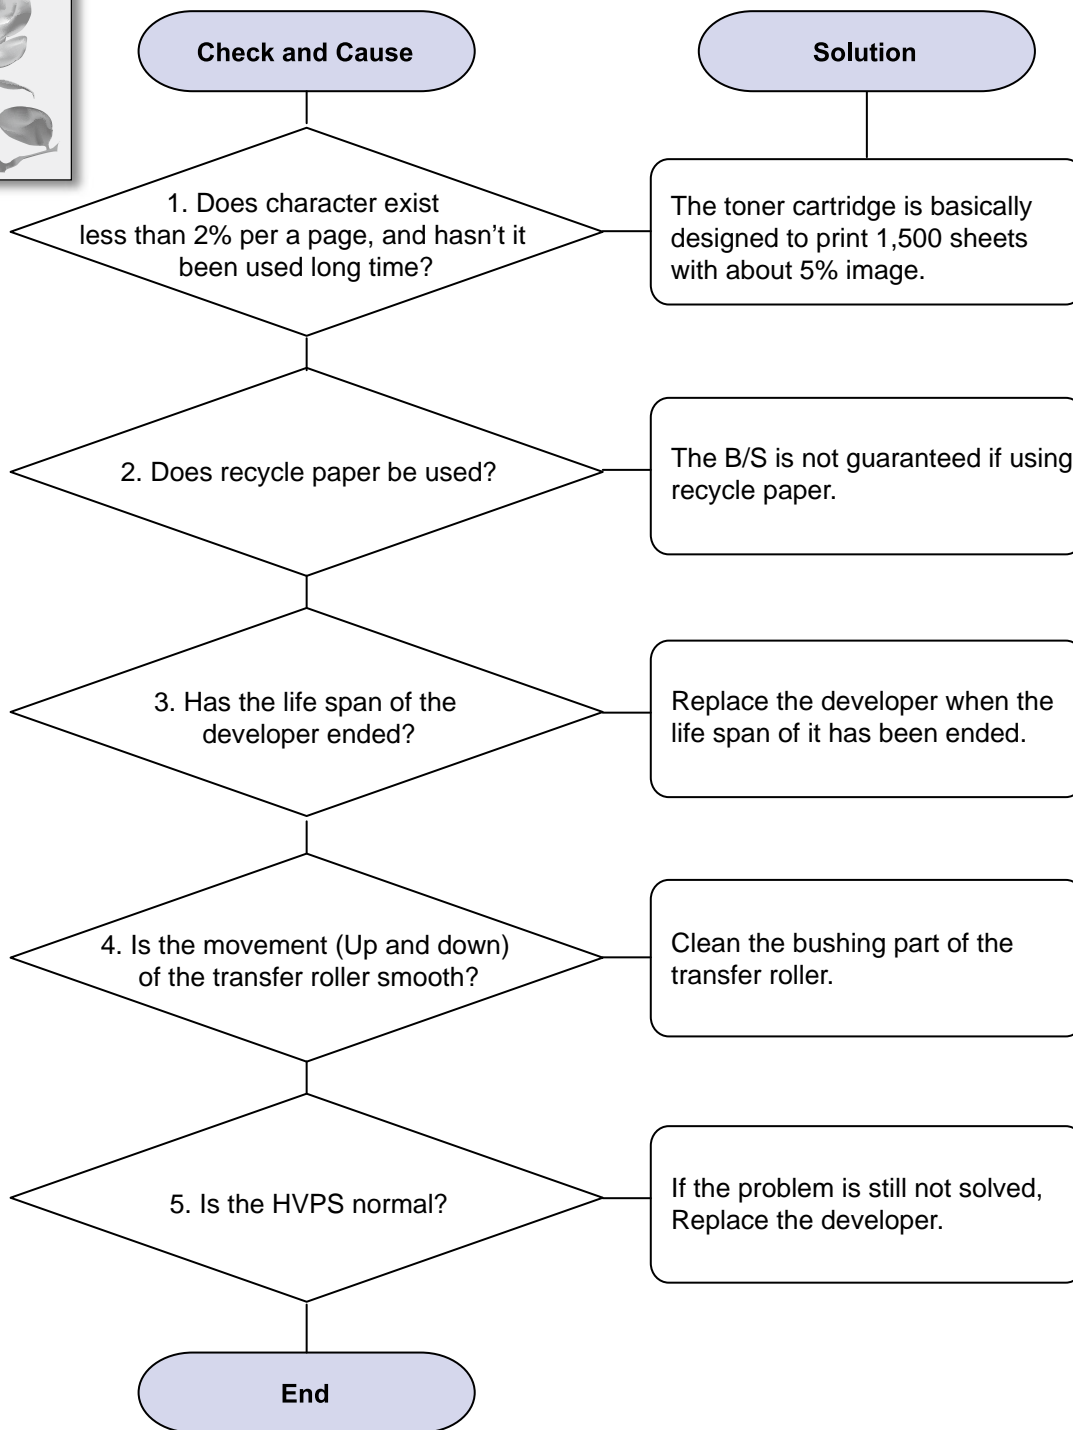 Check and Cause
Solution
1. Does character exist
less than 2% per a page, and hasn’t it
been used long time?
The toner cartridge is basically
designed to print 1,500 sheets
with about 5% image.
2. Does recycle paper be used?
The B/S is not guaranteed if using
recycle paper.
3. Has the life span of the
developer ended?
Replace the developer when the
life span of it has been ended.
4. Is the movement (Up and down)
of the transfer roller smooth?
Clean the bushing part of the
transfer roller.
5. Is the HVPS normal?
If the problem is still not solved,
Replace the developer.
End